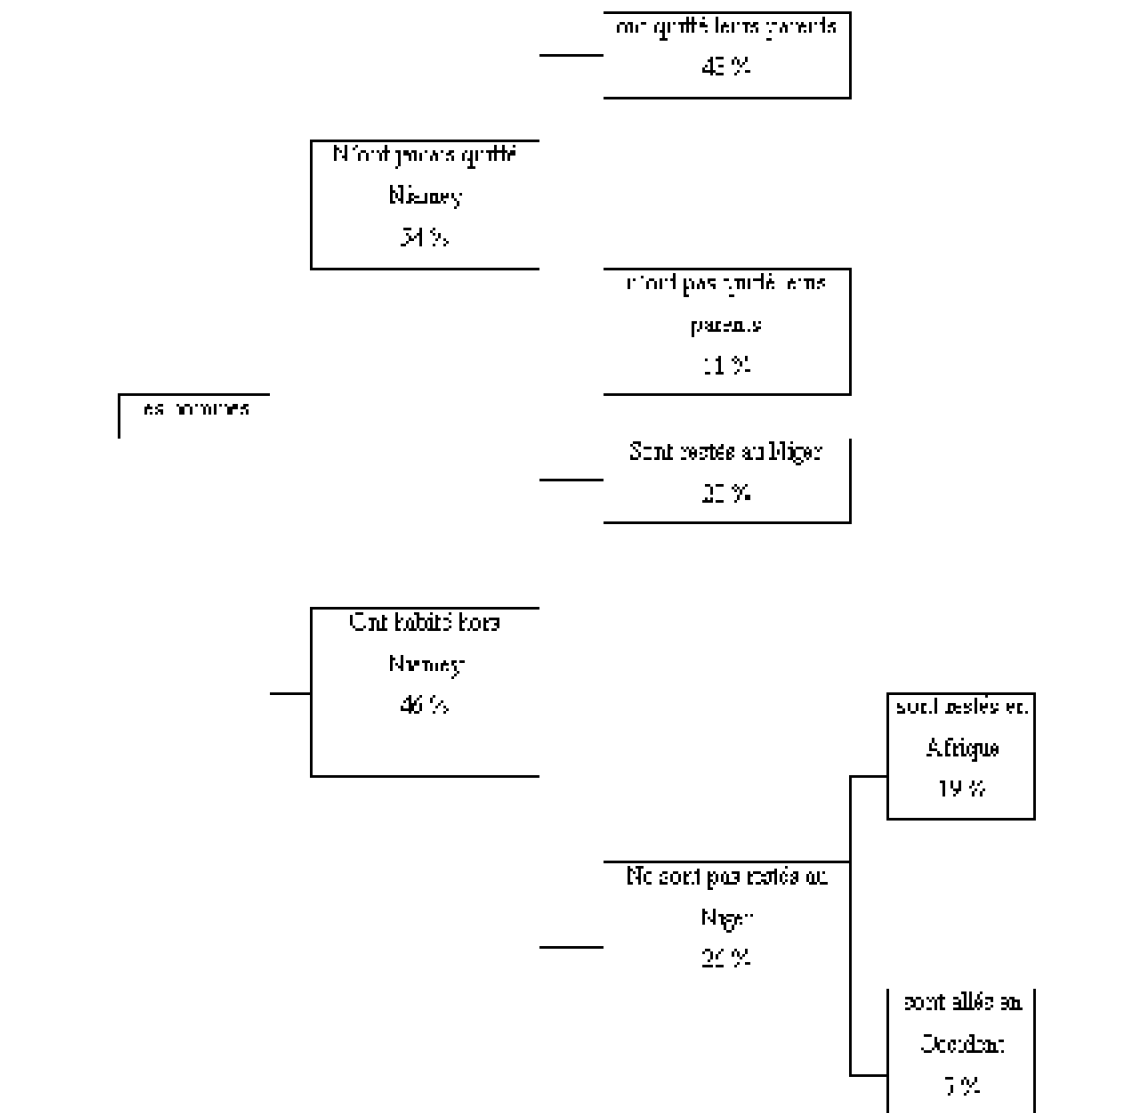 ont quitté leurs parents
43 %
N'ont jamais quitté
Niamey
54 %
n'ont pas quitté leurs
parents
11 %
Les hommes
Sont restés au Niger
20 %
Ont habité hors
Niamey
46 %
sont restés en
Afrique
19 %
Ne sont pas restés au
Niger
26 %
sont allés en
Occident
7 %